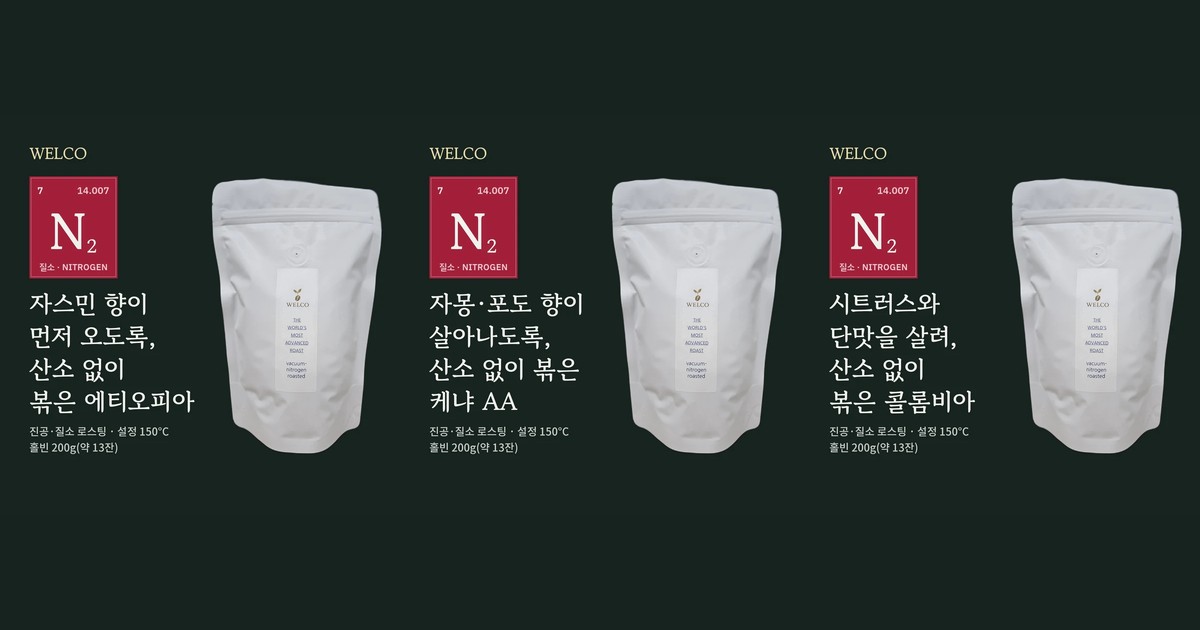 WELCO
7 14.007
N2
질소 · NITROGEN
자스민 향이
먼저 오도록,
산소 없이
볶은 에티오피아
진공·질소 로스팅 · 설정 150°C
홀빈 200g(약 13잔)
WELCO
THE
WORLD'S
MOST
ADVANCED
ROAST
vacuum+
nitrogen
roasted
WELCO
7 14.007
N2
질소 · NITROGEN
자몽·포도 향이
살아나도록,
산소 없이 볶은
케냐 AA
진공·질소 로스팅 · 설정 150°C
홀빈 200g(약 13잔)
WELCO
THE
WORLD'S
MOST
ADVANCED
ROAST
vacuum+
nitrogen
roasted
WELCO
7 14.007
N2
질소 · NITROGEN
시트러스와
단맛을 살려,
산소 없이
볶은 콜롬비아
진공·질소 로스팅 · 설정 150°C
홀빈 200g(약 13잔)
WELCO
THE
WORLD'S
MOST
ADVANCED
ROAST
vacuum+
nitrogen
roasted